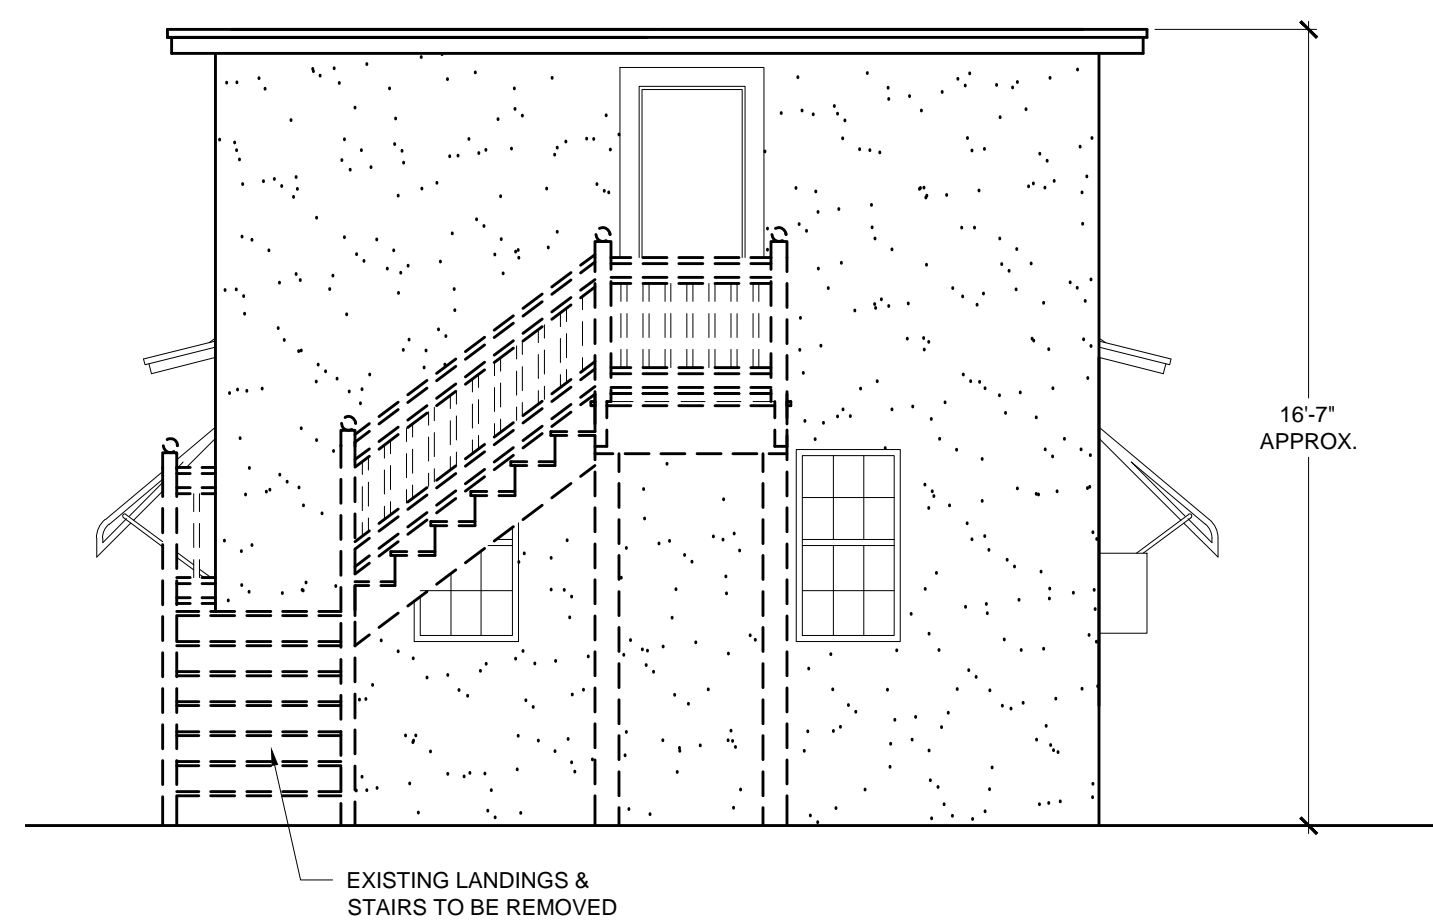 16'-7"
APPROX.
EXISTING LANDINGS &
STAIRS TO BE REMOVED